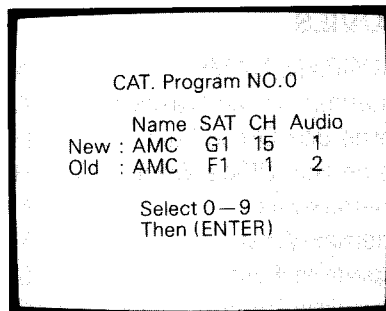 CAT. Program NO.0
Name SAT CH Audio
New : AMC G1 15 1
Old : AMC F1 1 2
Select 0—9
Then (ENTER)